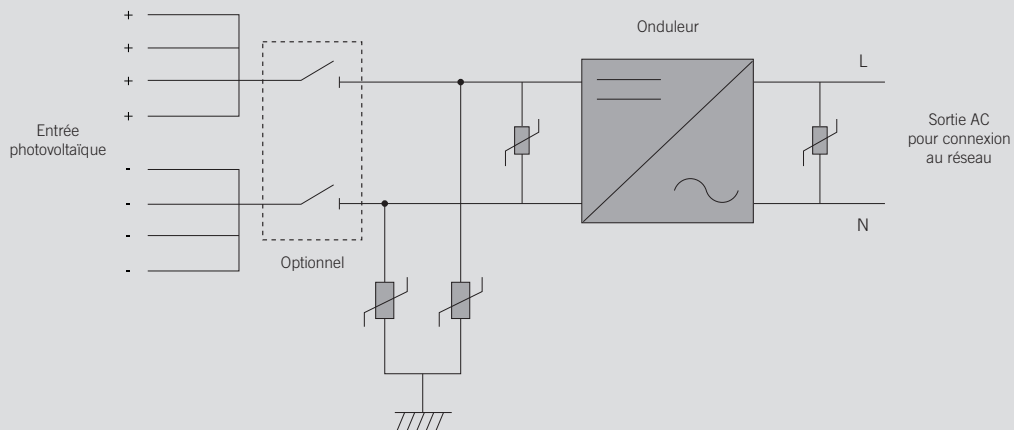 Onduleur
+
+
+
+
Entrée
photovoltaïque
-
-
-
-
Optionnel
L
Sortie AC
pour connexion
au réseau
N